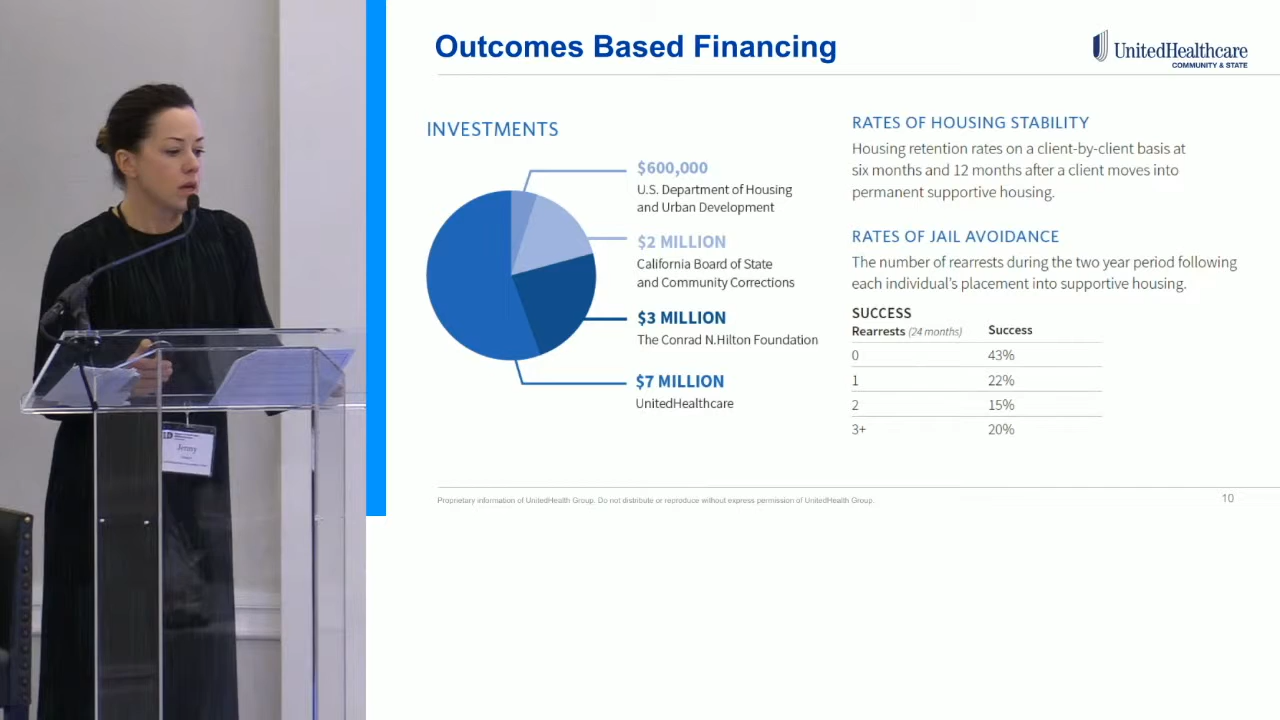 Outcomes Based Financing
UnitedHealthcare
COMMUNITY & STATE
INVESTMENTS
$600,000
U.S. Department of Housing
and Urban Development
$2 MILLION
California Board of State
and Community Corrections
$3 MILLION
The Conrad N.Hilton Foundation
$7 MILLION
UnitedHealthcare
RATES OF HOUSING STABILITY
Housing retention rates on a client-by-client basis at
six months and 12 months after a client moves into
permanent supportive housing.
RATES OF JAIL AVOIDANCE
The number of rearrests during the two year period following
each individual's placement into supportive housing.
SUCCESS
Rearrests (24 months) Success
0 43%
1 22%
2 15%
3+ 20%
Proprietary information of UnitedHealth Group. Do not distribute or reproduce without express permission of UnitedHealth Group.
10
Jenny